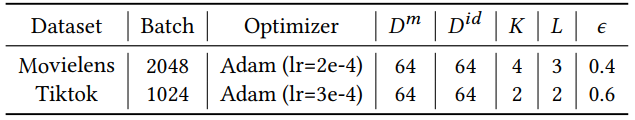 Dataset Batch Optimizer D^m D^id K L ϵ
Movielens 2048 Adam (lr=2e-4) 64 64 4 3 0.4
Tiktok 1024 Adam (lr=3e-4) 64 64 2 2 0.6